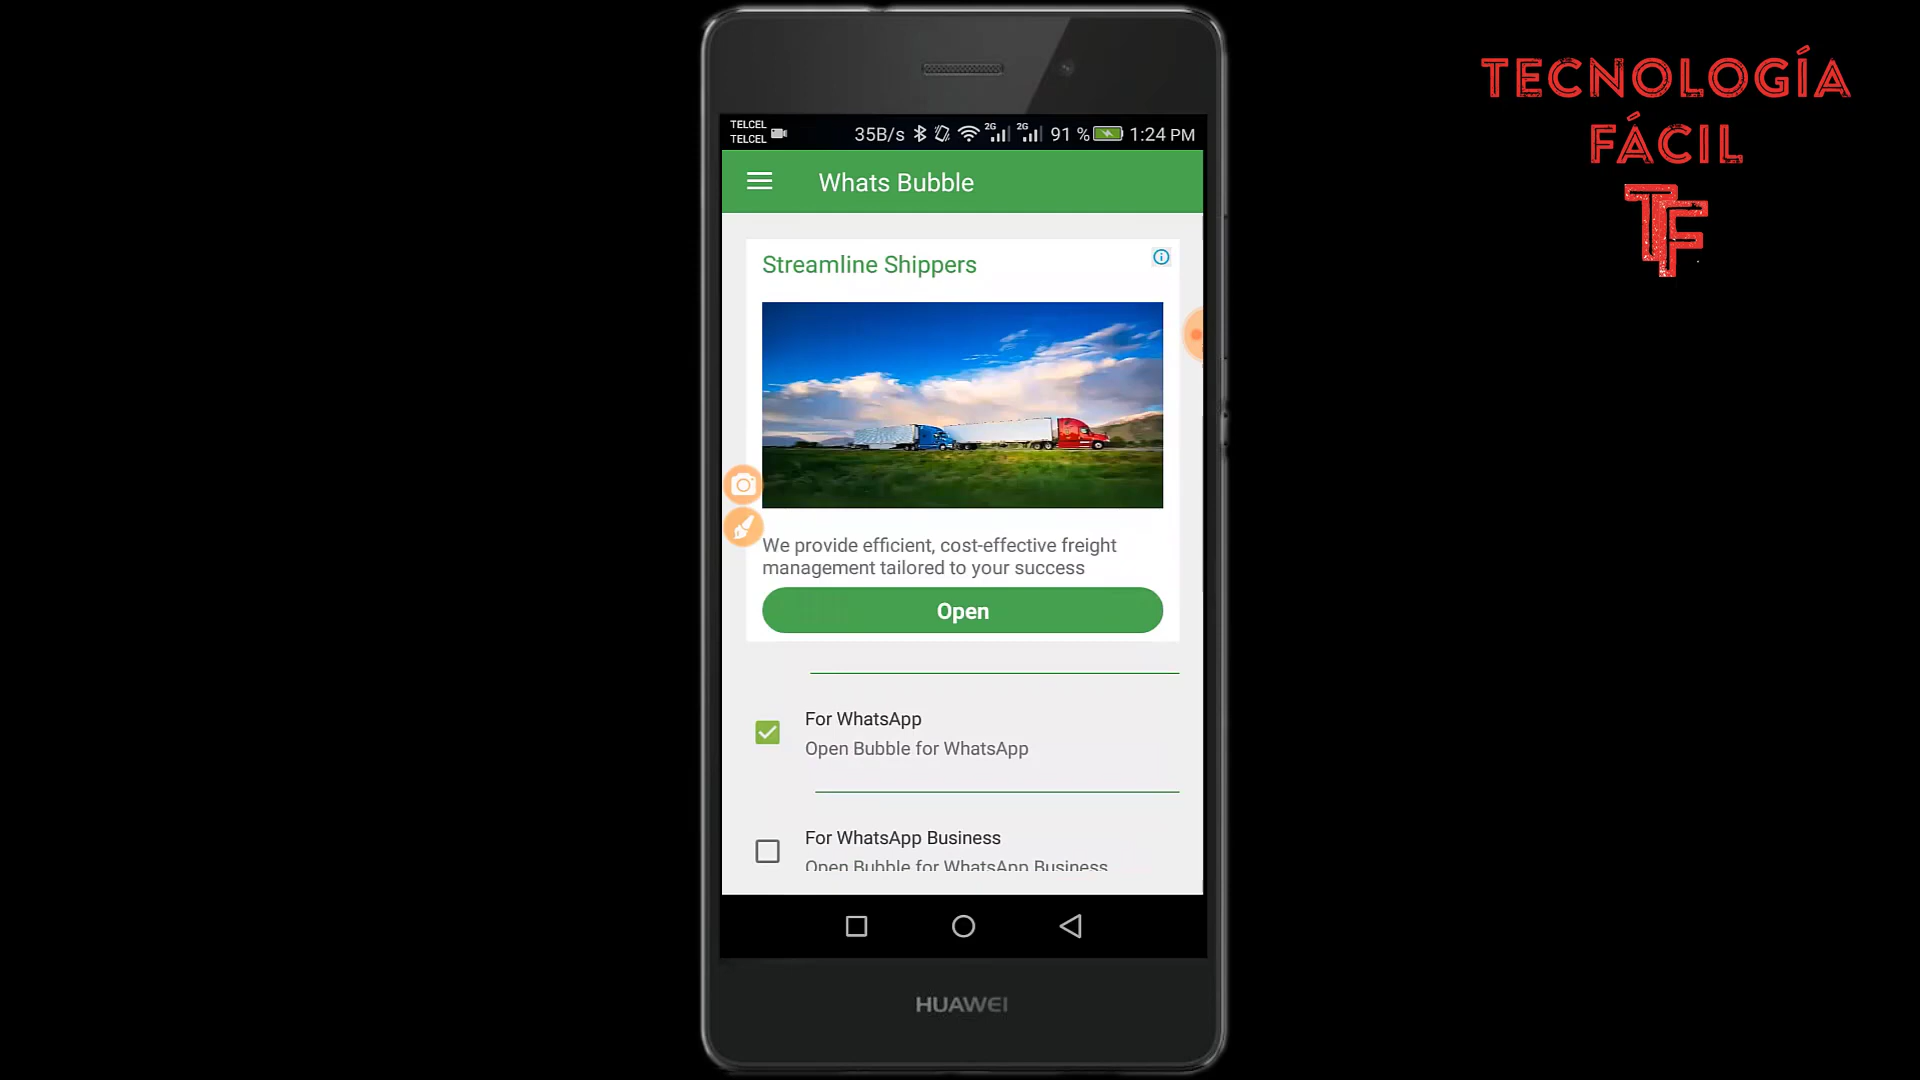 TECNOLOGÍA
FÁCIL
TF
TELCEL
TELCEL
35B/s 2G 2G 91 % 1:24 PM
Whats Bubble
Streamline Shippers
We provide efficient, cost-effective freight
management tailored to your success
Open
For WhatsApp
Open Bubble for WhatsApp
For WhatsApp Business
Open Bubble for WhatsApp Business
HUAWEI